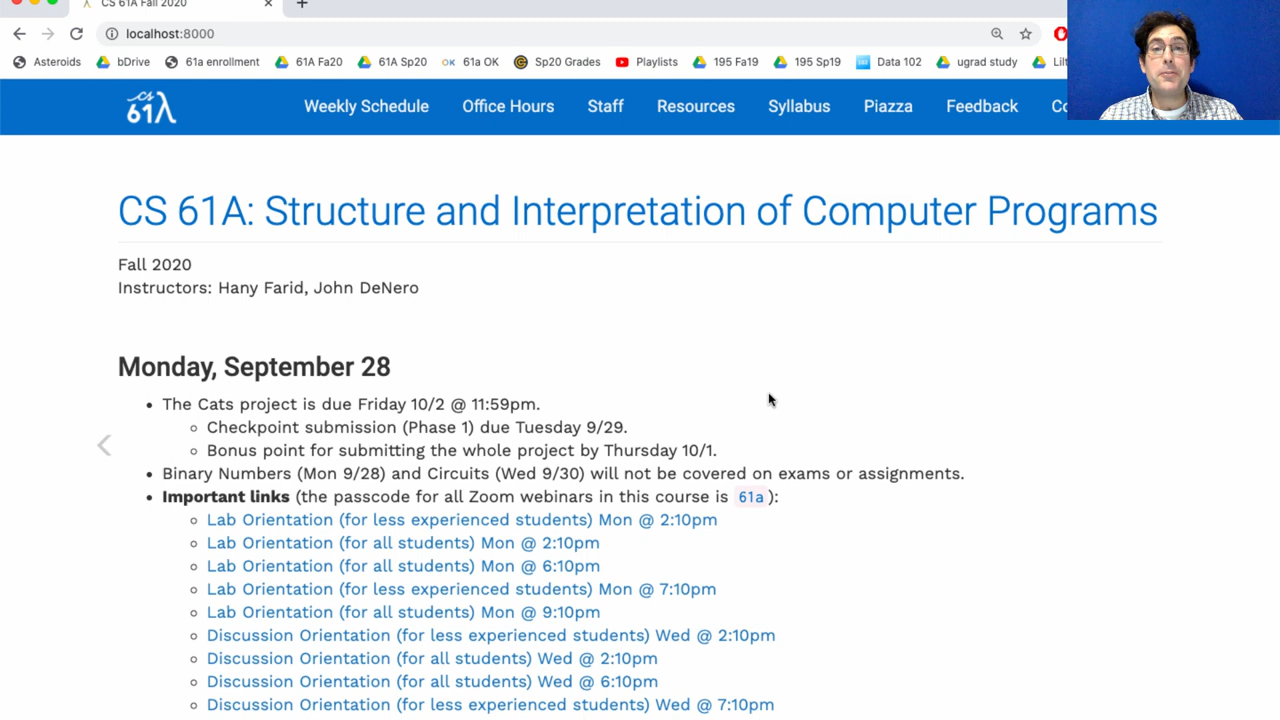 CS 61A Fall 2020
localhost:8000
Asteroids bDrive 61a enrollment 61A Fa20 61A Sp20 OK 61a OK Sp20 Grades Playlists 195 Fa19 195 Sp19 Data 102 ugrad study
CS 61A Weekly Schedule Office Hours Staff Resources Syllabus Piazza Feedback
CS 61A: Structure and Interpretation of Computer Programs
Fall 2020
Instructors: Hany Farid, John DeNero
Monday, September 28
The Cats project is due Friday 10/2 @ 11:59pm.
Checkpoint submission (Phase 1) due Tuesday 9/29.
Bonus point for submitting the whole project by Thursday 10/1.
Binary Numbers (Mon 9/28) and Circuits (Wed 9/30) will not be covered on exams or assignments.
Important links (the passcode for all Zoom webinars in this course is 61a):
Lab Orientation (for less experienced students) Mon @ 2:10pm
Lab Orientation (for all students) Mon @ 2:10pm
Lab Orientation (for all students) Mon @ 6:10pm
Lab Orientation (for less experienced students) Mon @ 7:10pm
Lab Orientation (for all students) Mon @ 9:10pm
Discussion Orientation (for less experienced students) Wed @ 2:10pm
Discussion Orientation (for all students) Wed @ 2:10pm
Discussion Orientation (for all students) Wed @ 6:10pm
Discussion Orientation (for less experienced students) Wed @ 7:10pm